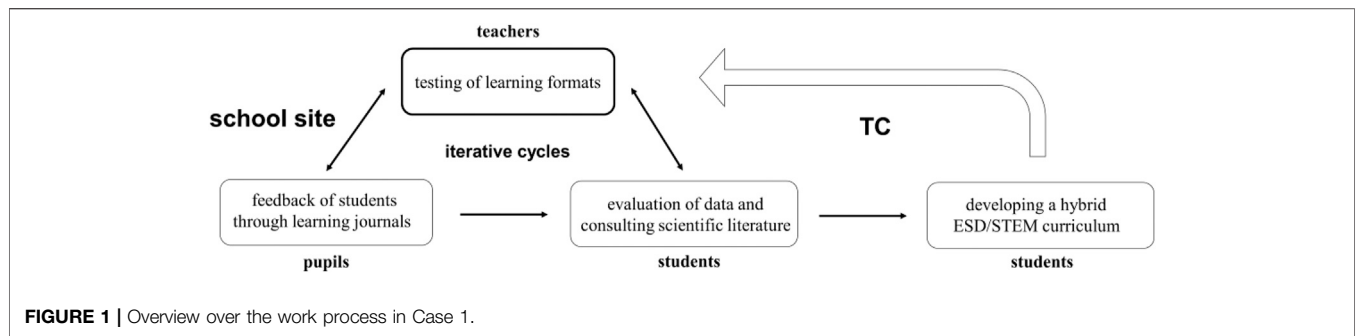 teachers
testing of learning formats
school site
TC
iterative cycles
feedback of students
through learning journals
pupils
evaluation of data and
consulting scientific literature
students
developing a hybrid
ESD/STEM curriculum
students
FIGURE 1 | Overview over the work process in Case 1.